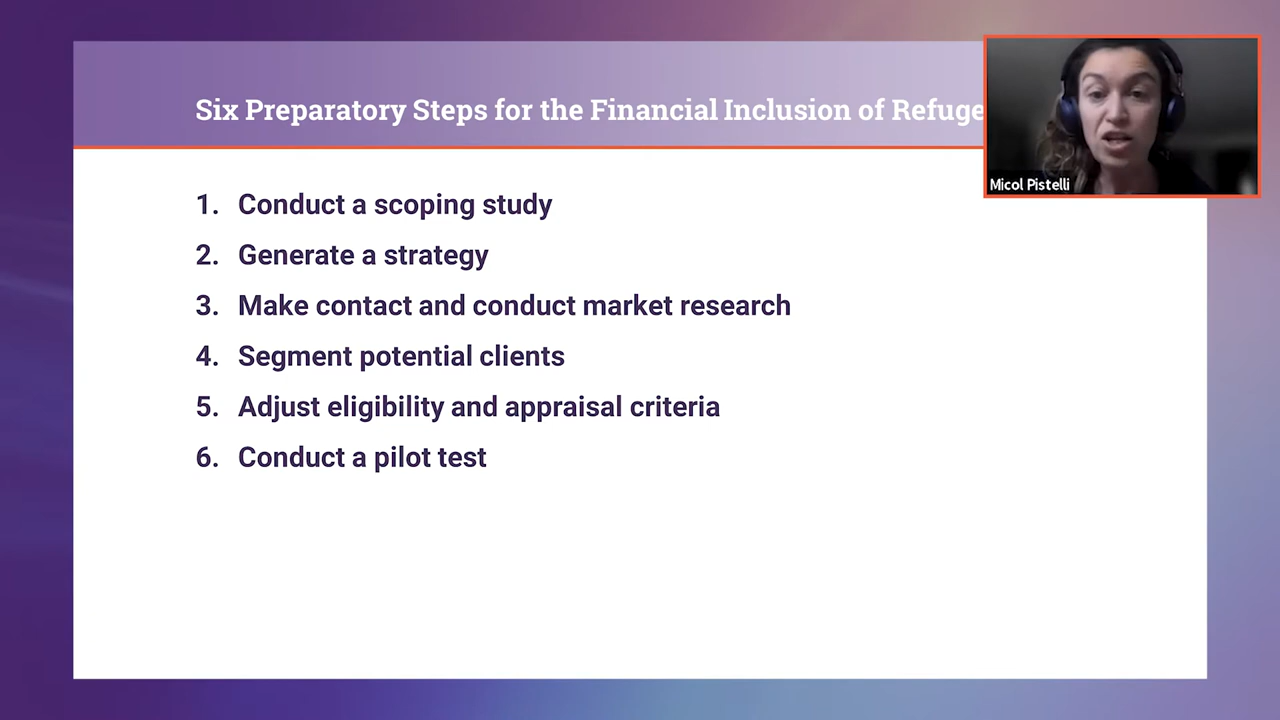 Six Preparatory Steps for the Financial Inclusion of
1. Conduct a scoping study
2. Generate a strategy
3. Make contact and conduct market research
4. Segment potential clients
5. Adjust eligibility and appraisal criteria
6. Conduct a pilot test
Micol Pistelli